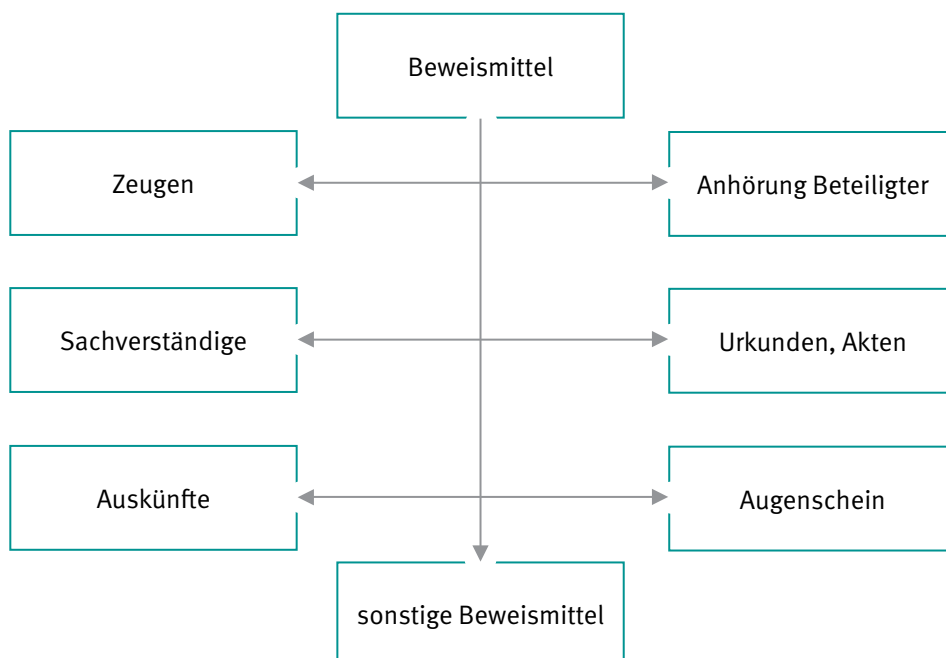 Beweismittel
Zeugen
Anhörung Beteiligter
Sachverständige
Urkunden, Akten
Auskünfte
Augenschein
sonstige Beweismittel